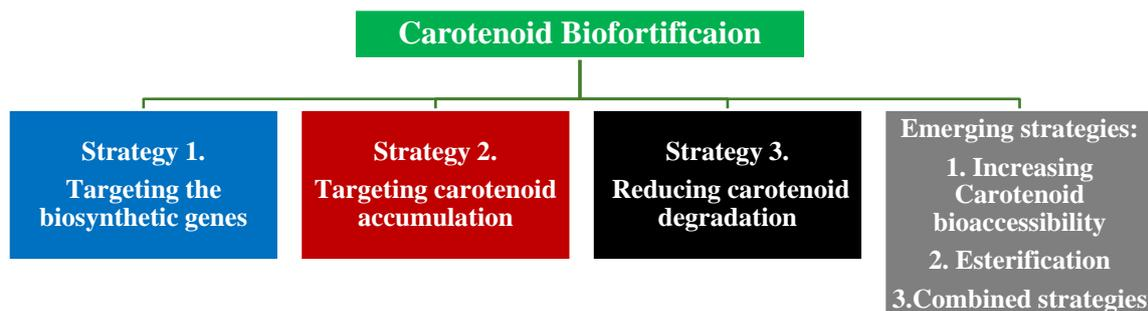 Carotenoid Biofortificaion
Strategy 1.
Targeting the
biosynthetic genes
Strategy 2.
Targeting carotenoid
accumulation
Strategy 3.
Reducing carotenoid
degradation
Emerging strategies:
1. Increasing
Carotenoid
bioaccessibility
2. Esterification
3.Combined strategies